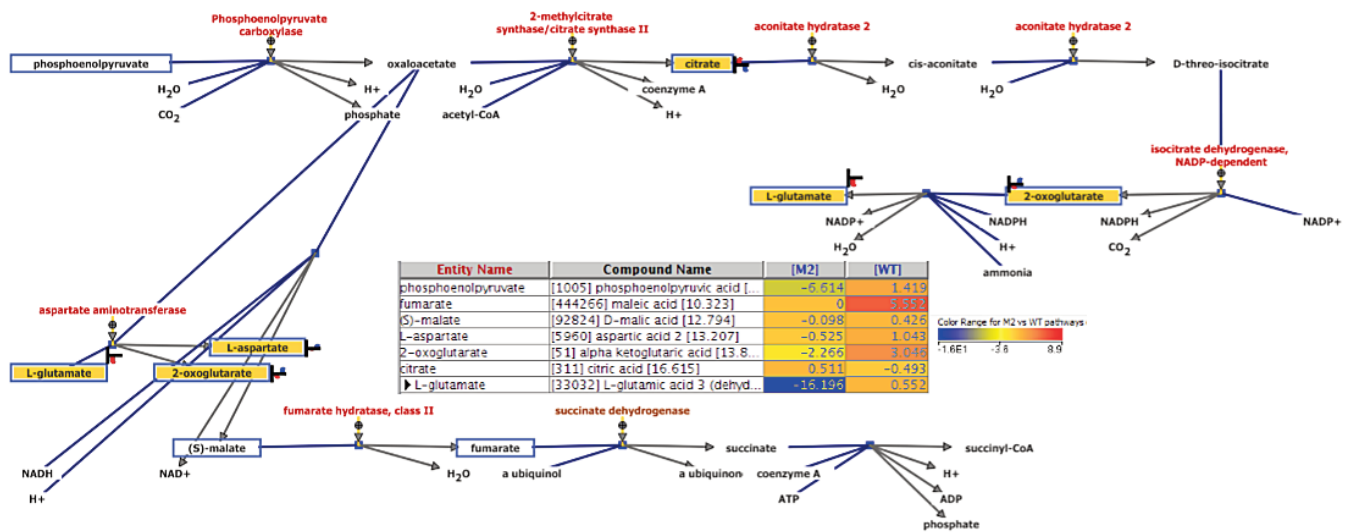 Phosphoenolpyruvate
carboxylase
2-methylcitrate
synthase/citrate synthase II
aconitate hydratase 2
aconitate hydratase 2
phosphoenolpyruvate
oxaloacetate
citrate
cis-aconitate
D-threo-isocitrate
H2O
CO2
H+
phosphate
H2O
acetyl-CoA
coenzyme A
H+
H2O
H2O
isocitrate dehydrogenase,
NADP-dependent
L-glutamate
2-oxoglutarate
NADP+
H2O
NADPH
H+
ammonia
NADPH
CO2
NADP+
Entity Name Compound Name [M2] [WT]
phosphoenolpyruvate [1005] phosphoenolpyruvic acid [... -6.614 1.419
fumarate [444266] maleic acid [10.323] 0 5.552
(S)-malate [92824] D-malic acid [12.794] -0.098 0.426
L-aspartate [5960] aspartic acid 2 [13.207] -0.525 1.043
2-oxoglutarate [51] alpha ketoglutaric acid [13.8... -2.266 3.046
citrate [311] citric acid [16.615] 0.511 -0.493
L-glutamate [33032] L-glutamic acid 3 (dehyd... -16.196 0.552
Color Range for M2 vs WT pathways
-1.6E1 -3.6 8.9
aspartate aminotransferase
L-aspartate
L-glutamate
2-oxoglutarate
fumarate hydratase, class II
succinate dehydrogenase
(S)-malate
fumarate
succinate
succinyl-CoA
NADH
H+
NAD+
H2O
a ubiquinol
a ubiquinon
coenzyme A
ATP
H+
ADP
phosphate